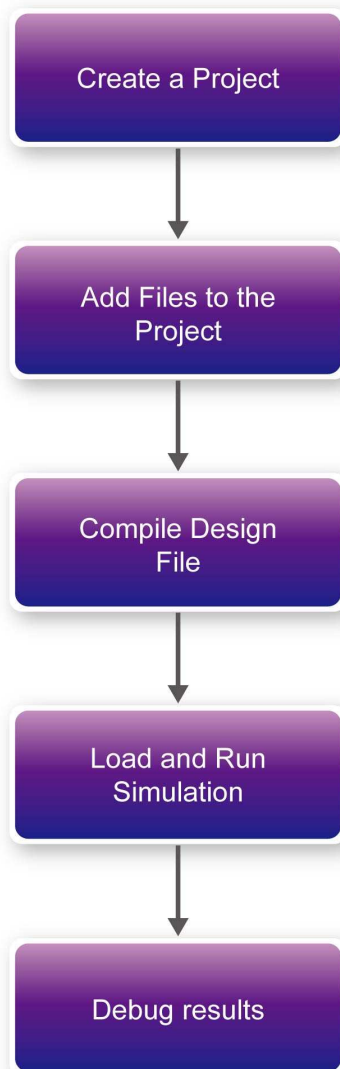 Create a Project
Add Files to the
Project
Compile Design
File
Load and Run
Simulation
Debug results